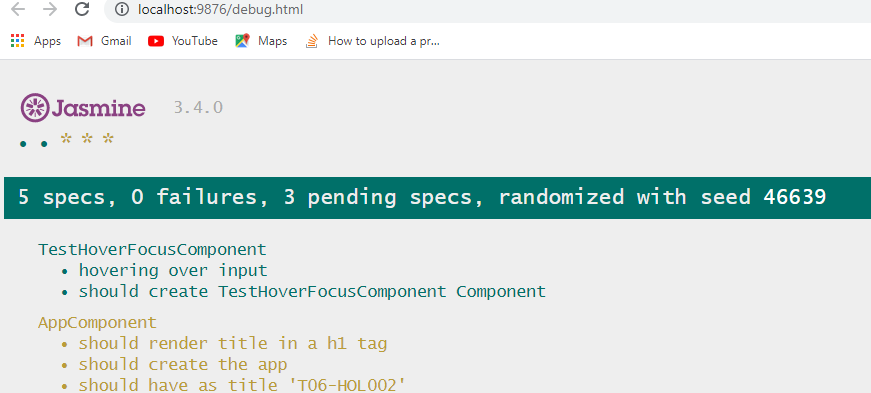 localhost:9876/debug.html
Apps Gmail YouTube Maps How to upload a pr...
Jasmine 3.4.0
• • * * *
5 specs, 0 failures, 3 pending specs, randomized with seed 46639
TestHoverFocusComponent
• hovering over input
• should create TestHoverFocusComponent Component
AppComponent
• should render title in a h1 tag
• should create the app
• should have as title 'T06-HOL002'